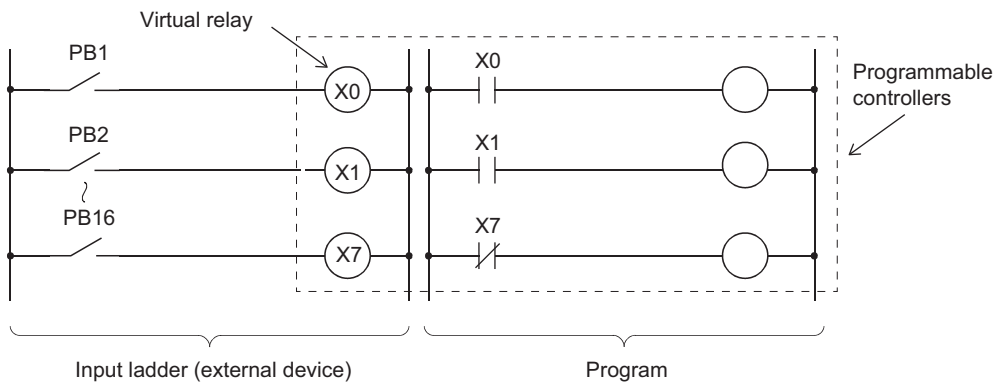 Virtual relay
PB1
X0
X0
Programmable
controllers
PB2
X1
X1
PB16
X7
X7
Input ladder (external device)
Program